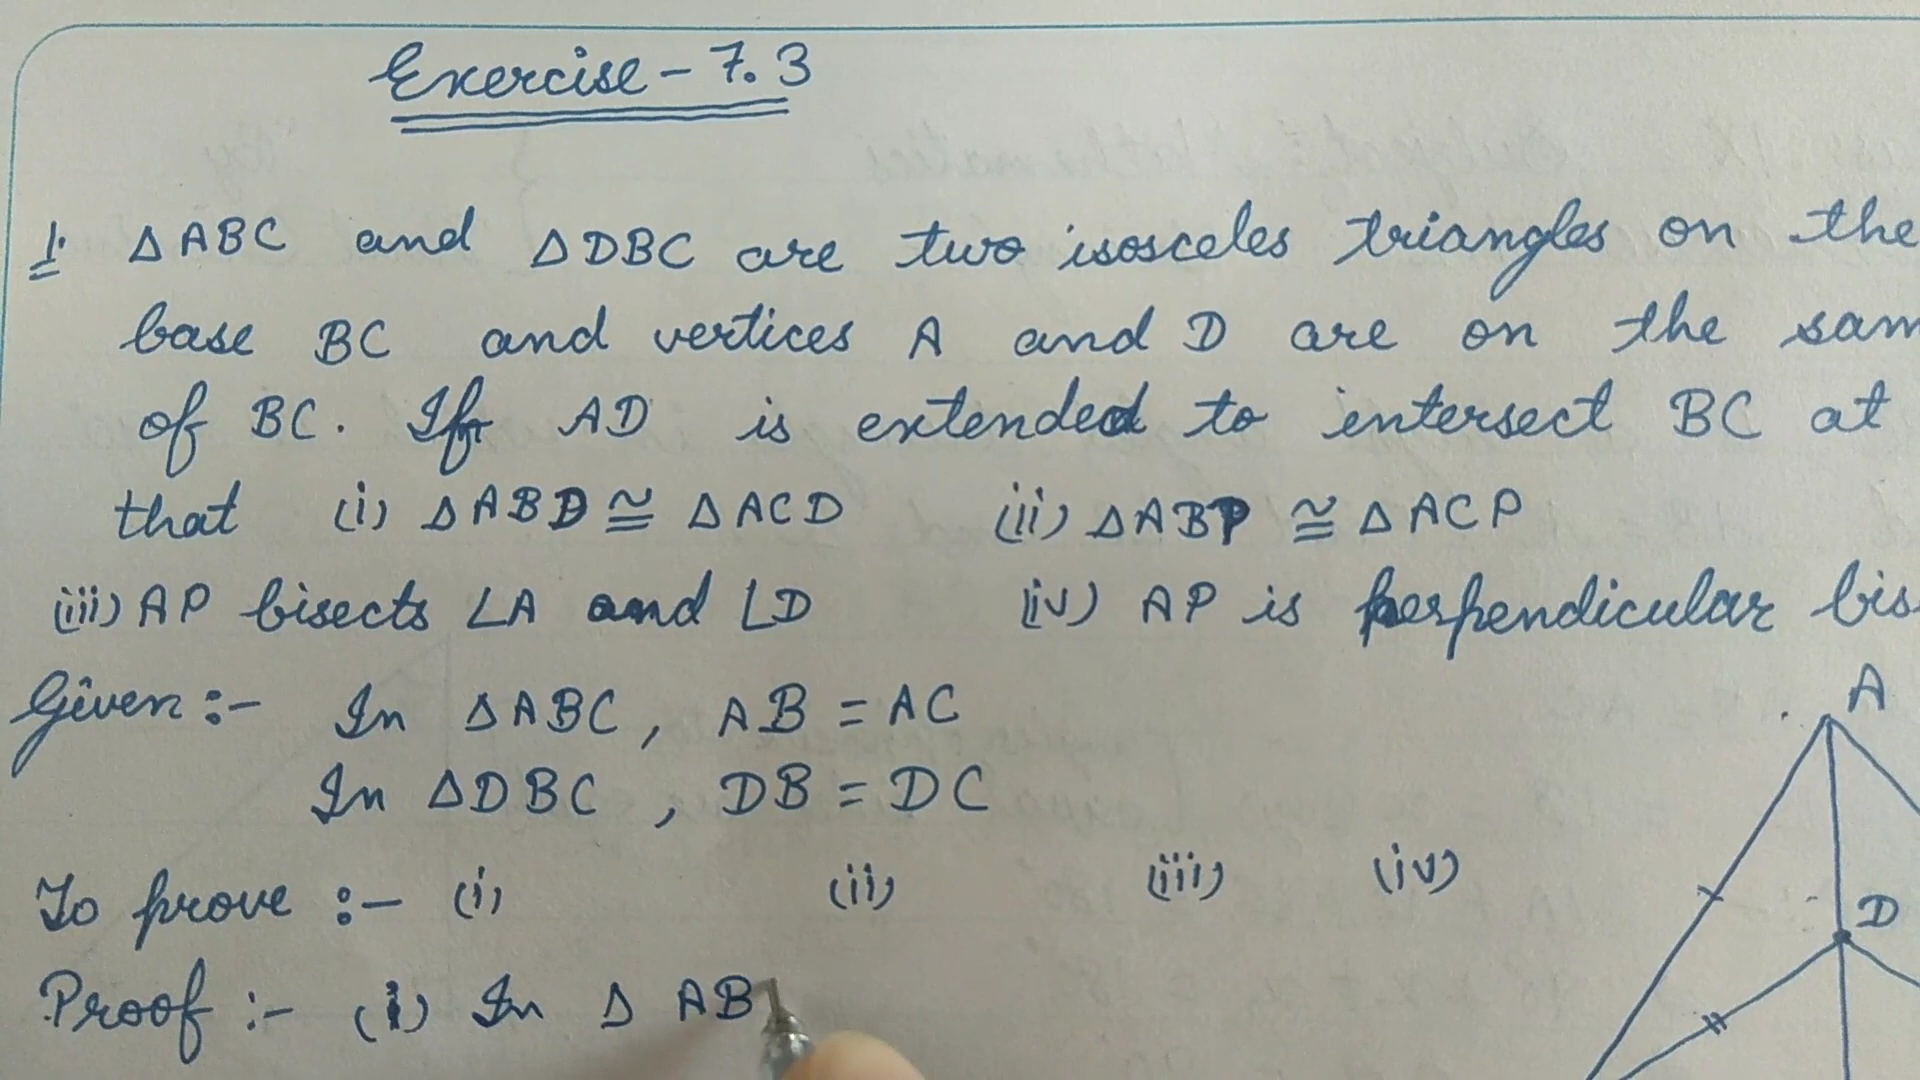 Exercise - 7.3
1. ΔABC and ΔDBC are two isosceles triangles on the
base BC and vertices A and D are on the
of BC. If AD is extended to intersect BC at
that (i) ΔABD ≅ ΔACD (ii) ΔABP ≅ ΔACP
(iii) AP bisects ∠A and ∠D (iv) AP is perpendicular
Given :- In ΔABC, AB = AC
In ΔDBC, DB = DC
A
To prove :- (i) (ii) (iii) (iv)
D
Proof :- (i) In Δ AB